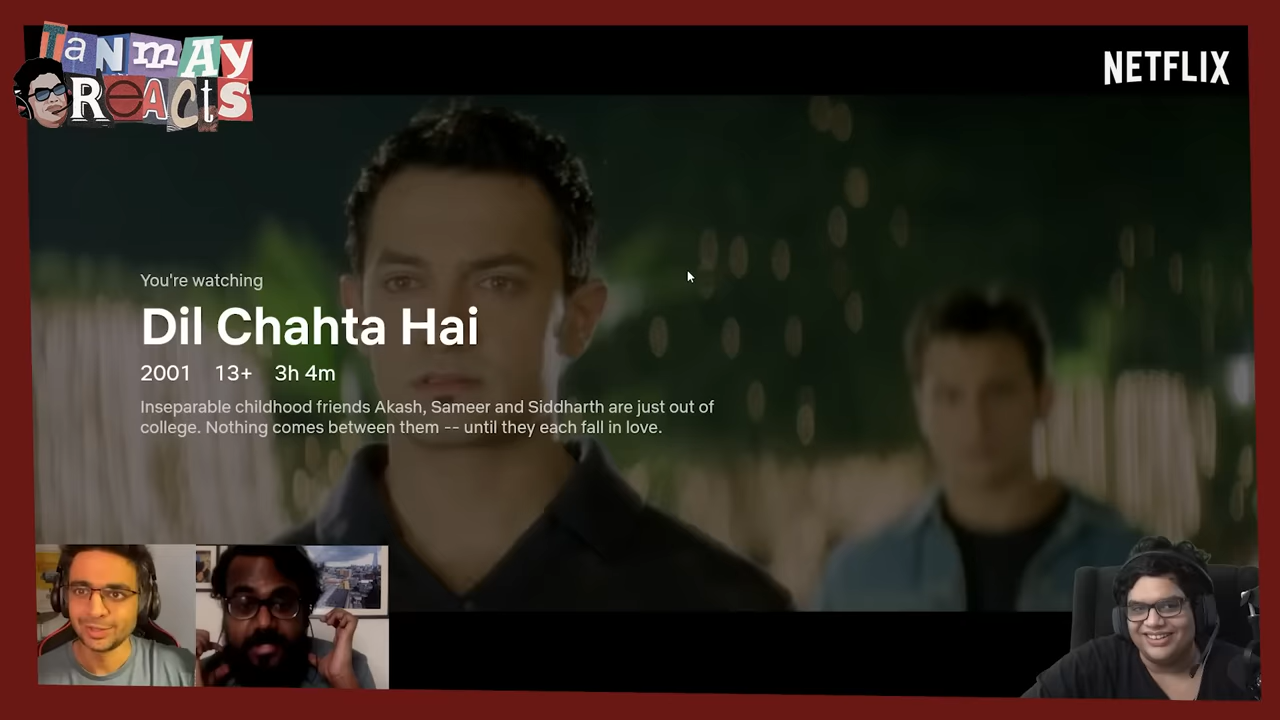 TaNmAy
ReACtS
NETFLIX
You're watching
Dil Chahta Hai
2001 13+ 3h 4m
Inseparable childhood friends Akash, Sameer and Siddharth are just out of
college. Nothing comes between them -- until they each fall in love.